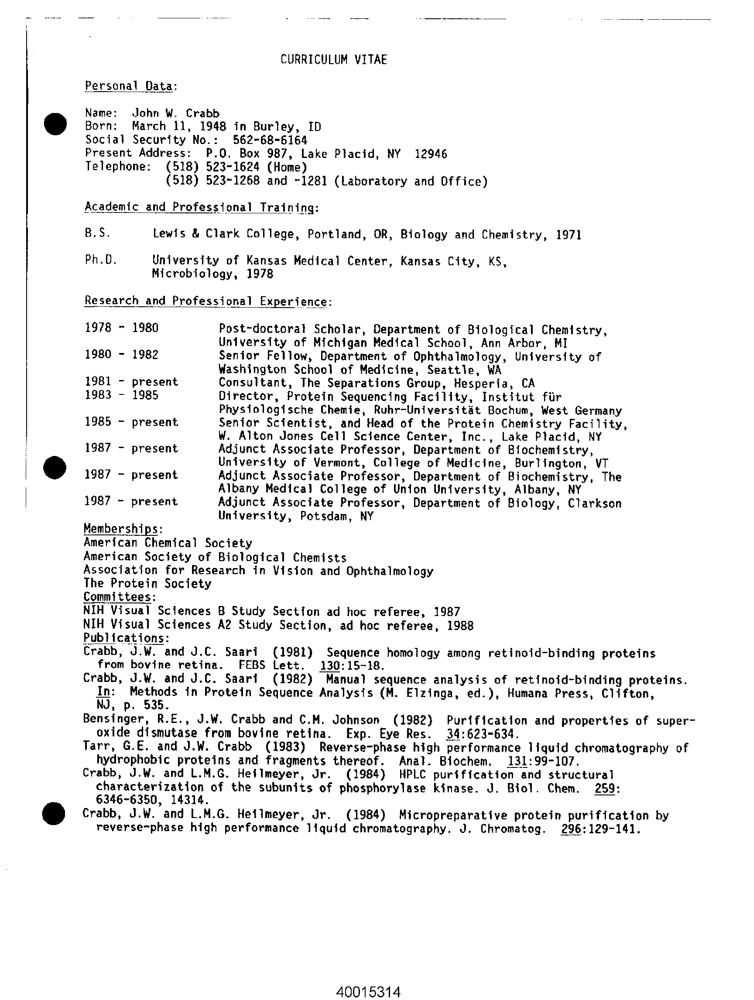 CURRICULUM VITAE
Personal Data:
Name: John W. Crabb
Born: March 11, 1948 in Burley, ID
Social Security No.: 562-68-6164
Present Address: P.O. Box 987, Lake Placid, NY 12946
Telephone: (518) 523-1624 (Home)
(518) 523-1268 and -1281 (Laboratory and Office)
Academic and Professional Training:
B.S. Lewis & Clark College, Portland, OR, Biology and Chemistry, 1971
Ph.D. University of Kansas Medical Center, Kansas City, KS,
Microbiology, 1978
Research and Professional Experience:
1978 - 1980 Post-doctoral Scholar, Department of Biological Chemistry,
University of Michigan Medical School, Ann Arbor, MI
1980 - 1982 Senior Fellow, Department of Ophthalmology, University of
Washington School of Medicine, Seattle, WA
1981 - present Consultant, The Separations Group, Hesperia, CA
1983 - 1985 Director, Protein Sequencing Facility, Institut für
Physiologische Chemie, Ruhr-Universität Bochum, West Germany
1985 - present Senior Scientist, and Head of the Protein Chemistry Facility,
W. Alton Jones Cell Science Center, Inc., Lake Placid, NY
1987 - present Adjunct Associate Professor, Department of Biochemistry,
University of Vermont, College of Medicine, Burlington, VT
1987 - present Adjunct Associate Professor, Department of Biochemistry, The
Albany Medical College of Union University, Albany, NY
1987 - present Adjunct Associate Professor, Department of Biology, Clarkson
University, Potsdam, NY
Memberships:
American Chemical Society
American Society of Biological Chemists
Association for Research in Vision and Ophthalmology
The Protein Society
Committees:
NIH Visual Sciences B Study Section ad hoc referee, 1987
NIH Visual Sciences A2 Study Section, ad hoc referee, 1988
Publications:
Crabb, J.W. and J.C. Saari (1981) Sequence homology among retinoid-binding proteins
from bovine retina. FEBS Lett. 130:15-18.
Crabb, J.W. and J.C. Saari (1982) Manual sequence analysis of retinoid-binding proteins.
In: Methods in Protein Sequence Analysis (M. Elzinga, ed.), Humana Press, Clifton,
NJ, p. 535.
Bensinger, R.E., J.W. Crabb and C.M. Johnson (1982) Purification and properties of super-
oxide dismutase from bovine retina. Exp. Eye Res. 34:623-634.
Tarr, G.E. and J.W. Crabb (1983) Reverse-phase high performance liquid chromatography of
hydrophobic proteins and fragments thereof. Anal. Biochem. 131:99-107.
Crabb, J.W. and L.M.G. Heilmeyer, Jr. (1984) HPLC purification and structural
characterization of the subunits of phosphorylase kinase. J. Biol. Chem. 259:
6346-6350, 14314.
Crabb, J.W. and L.M.G. Heilmeyer, Jr. (1984) Micropreparative protein purification by
reverse-phase high performance liquid chromatography. J. Chromatog. 296:129-141.
40015314